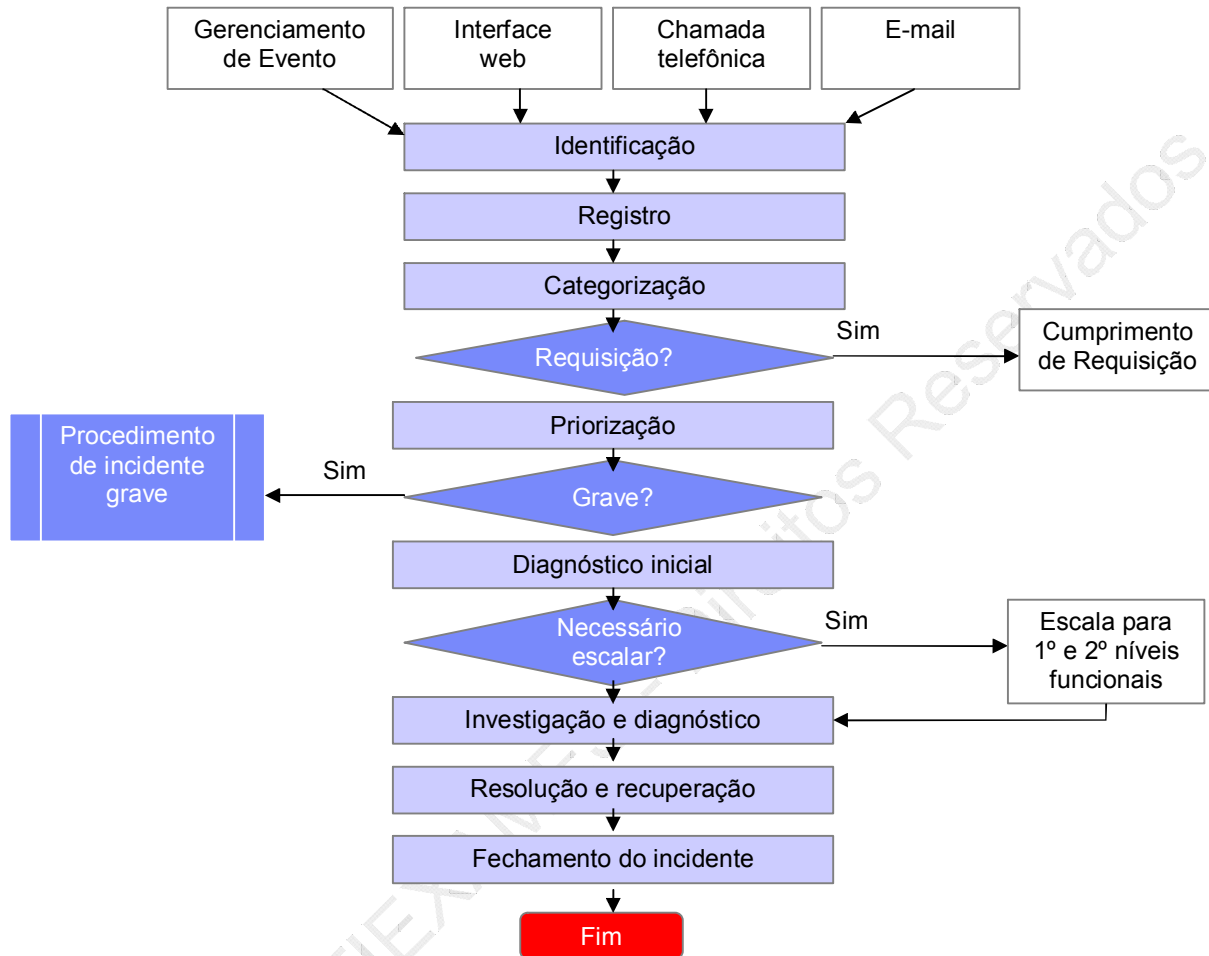 Gerenciamento
de Evento
Interface
web
Chamada
telefônica
E-mail
Identificação
Registro
Categorização
Requisição?
Sim
Cumprimento
de Requisição
Priorização
Procedimento
de incidente
grave
Sim
Grave?
Diagnóstico inicial
Necessário
escalar?
Sim
Escala para
1º e 2º níveis
funcionais
Investigação e diagnóstico
Resolução e recuperação
Fechamento do incidente
Fim